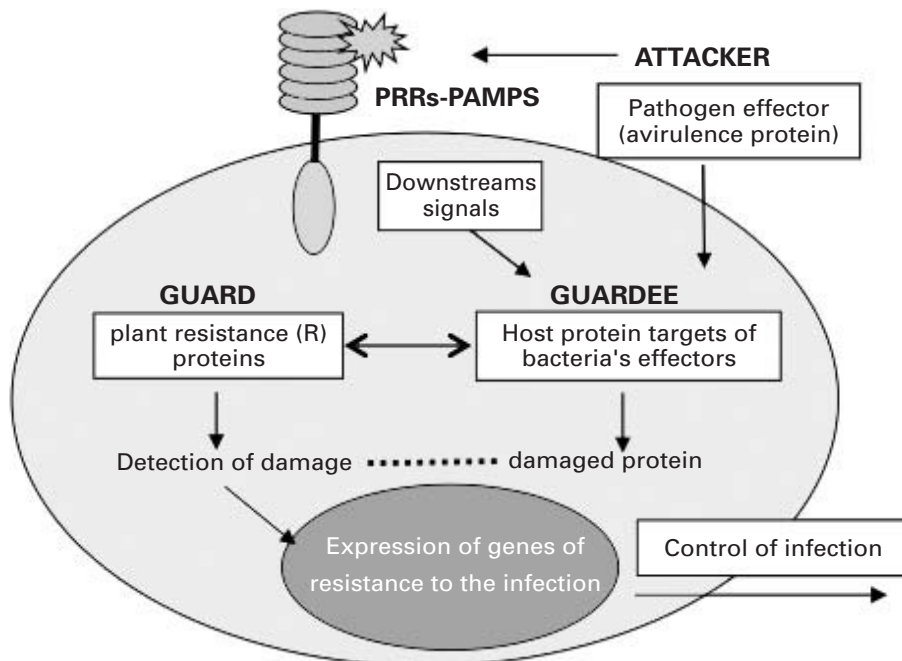 ATTACKER
PRRs-PAMPS
Pathogen effector
(avirulence protein)
Downstreams
signals
GUARD
GUARDEE
plant resistance (R)
proteins
Host protein targets of
bacteria's effectors
Detection of damage
damaged protein
Expression of genes of
resistance to the infection
Control of infection